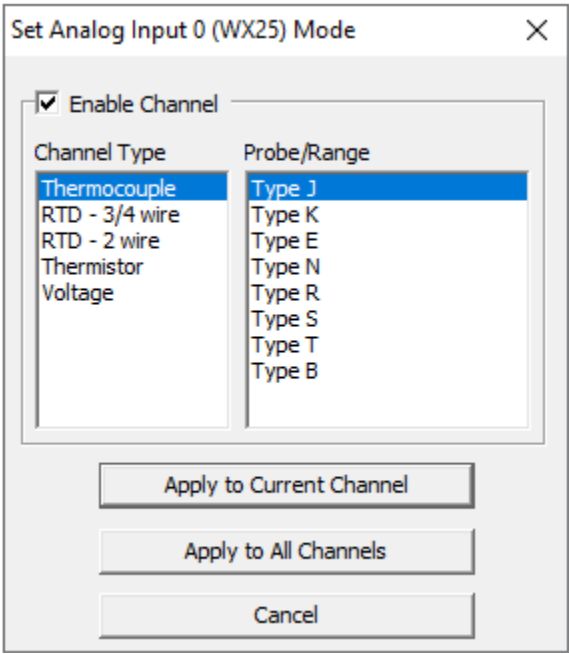 Set Analog Input 0 (WX25) Mode
Enable Channel
Channel Type
Thermocouple
RTD - 3/4 wire
RTD - 2 wire
Thermistor
Voltage
Probe/Range
Type J
Type K
Type E
Type N
Type R
Type S
Type T
Type B
Apply to Current Channel
Apply to All Channels
Cancel